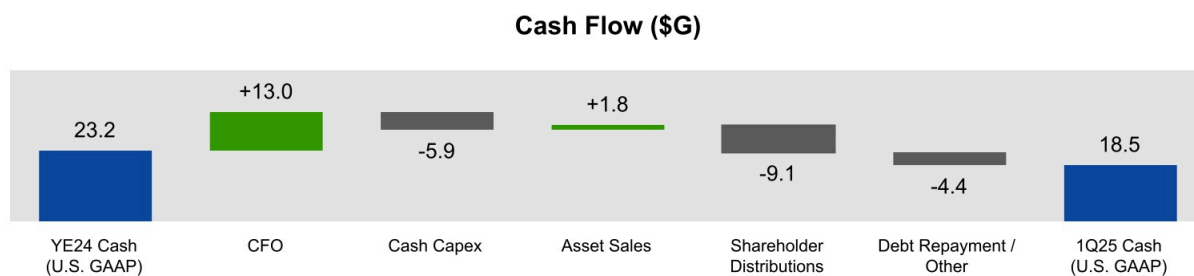 Cash Flow ($G)
23.2
+13.0
-5.9
+1.8
-9.1
-4.4
18.5
YE24 Cash
(U.S. GAAP)
CFO
Cash Capex
Asset Sales
Shareholder
Distributions
Debt Repayment /
Other
1Q25 Cash
(U.S. GAAP)